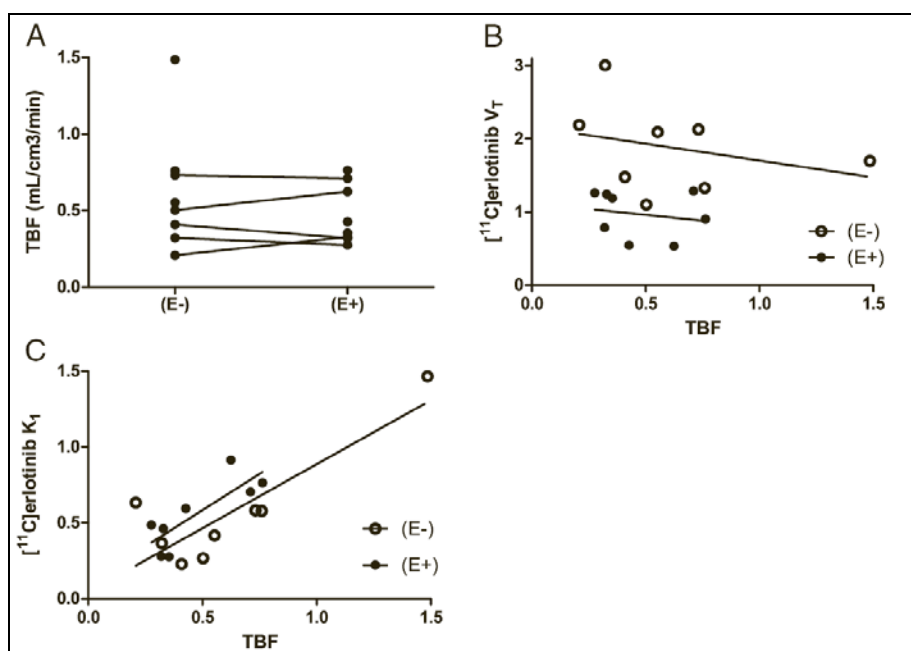 A
TBF (mL/cm3/min)
1.5
1.0
0.5
0.0
(E-)
(E+)
B
[¹¹C]erlotinib V_T
3
2
1
0
0.0
0.5
1.0
1.5
TBF
(E-)
(E+)
C
[¹¹C]erlotinib K₁
1.5
1.0
0.5
0.0
0.0
0.5
1.0
1.5
TBF
(E-)
(E+)